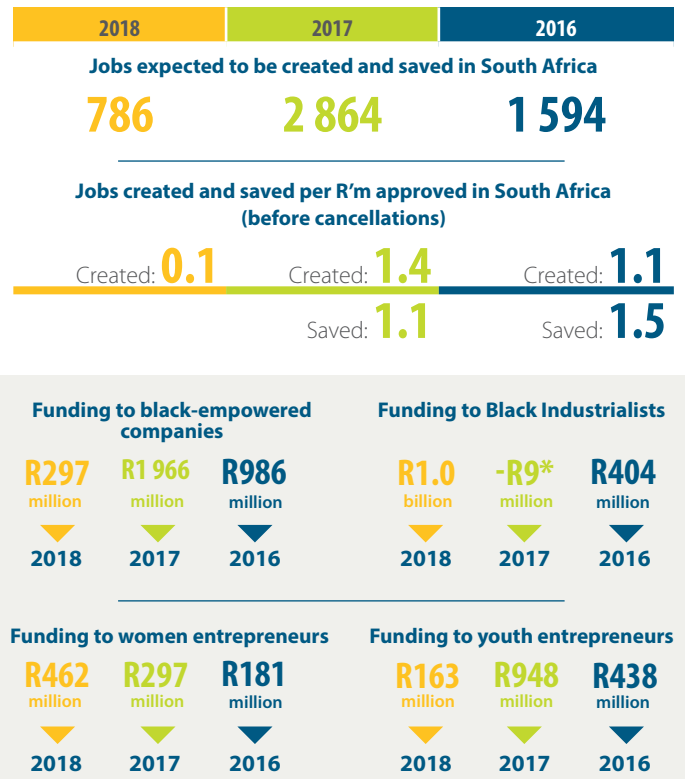 2018 2017 2016
Jobs expected to be created and saved in South Africa
786 2 864 1 594
Jobs created and saved per R'm approved in South Africa
(before cancellations)
Created: 0.1 Created: 1.4 Created: 1.1
Saved: 1.1 Saved: 1.5
Funding to black-empowered
companies
R297 R1 966 R986
million million million
2018 2017 2016
Funding to Black Industrialists
R1.0 -R9* R404
billion million million
2018 2017 2016
Funding to women entrepreneurs
R462 R297 R181
million million million
2018 2017 2016
Funding to youth entrepreneurs
R163 R948 R438
million million million
2018 2017 2016